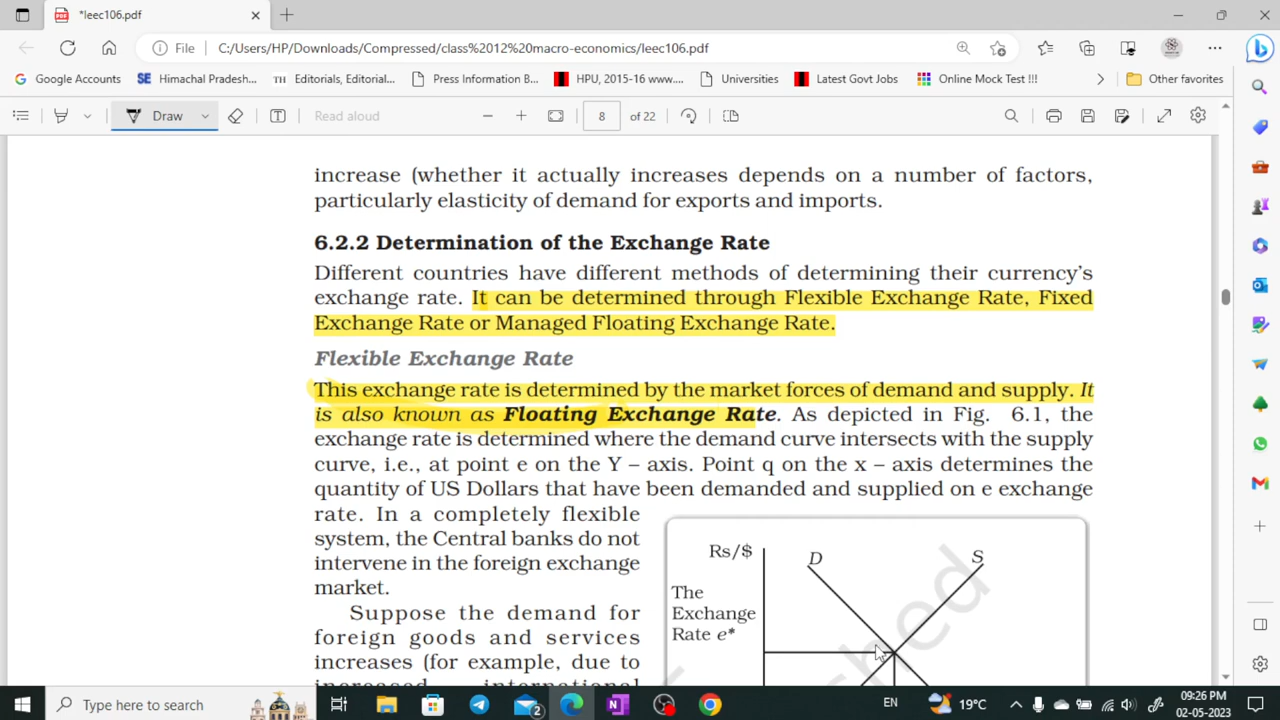 *leec106.pdf
File
C:/Users/HP/Downloads/Compressed/class%2012%20macro-economics/leec106.pdf
Google Accounts
SE Himachal Pradesh...
TH Editorials, Editorial...
Press Information B...
HPU, 2015-16 www....
Universities
Latest Govt Jobs
Online Mock Test !!!
Other favorites
Draw
Read aloud
8 of 22
increase (whether it actually increases depends on a number of factors,
particularly elasticity of demand for exports and imports.
6.2.2 Determination of the Exchange Rate
Different countries have different methods of determining their currency's
exchange rate. It can be determined through Flexible Exchange Rate, Fixed
Exchange Rate or Managed Floating Exchange Rate.
Flexible Exchange Rate
This exchange rate is determined by the market forces of demand and supply. It
is also known as Floating Exchange Rate. As depicted in Fig. 6.1, the
exchange rate is determined where the demand curve intersects with the supply
curve, i.e., at point e on the Y – axis. Point q on the x – axis determines the
quantity of US Dollars that have been demanded and supplied on e exchange
rate. In a completely flexible
system, the Central banks do not
intervene in the foreign exchange
market.
Suppose the demand for
foreign goods and services
increases (for example, due to
increased international
Rs/$
D
S
The
Exchange
Rate e*
shed
Type here to search
2
EN
19°C
09:26 PM
02-05-2023